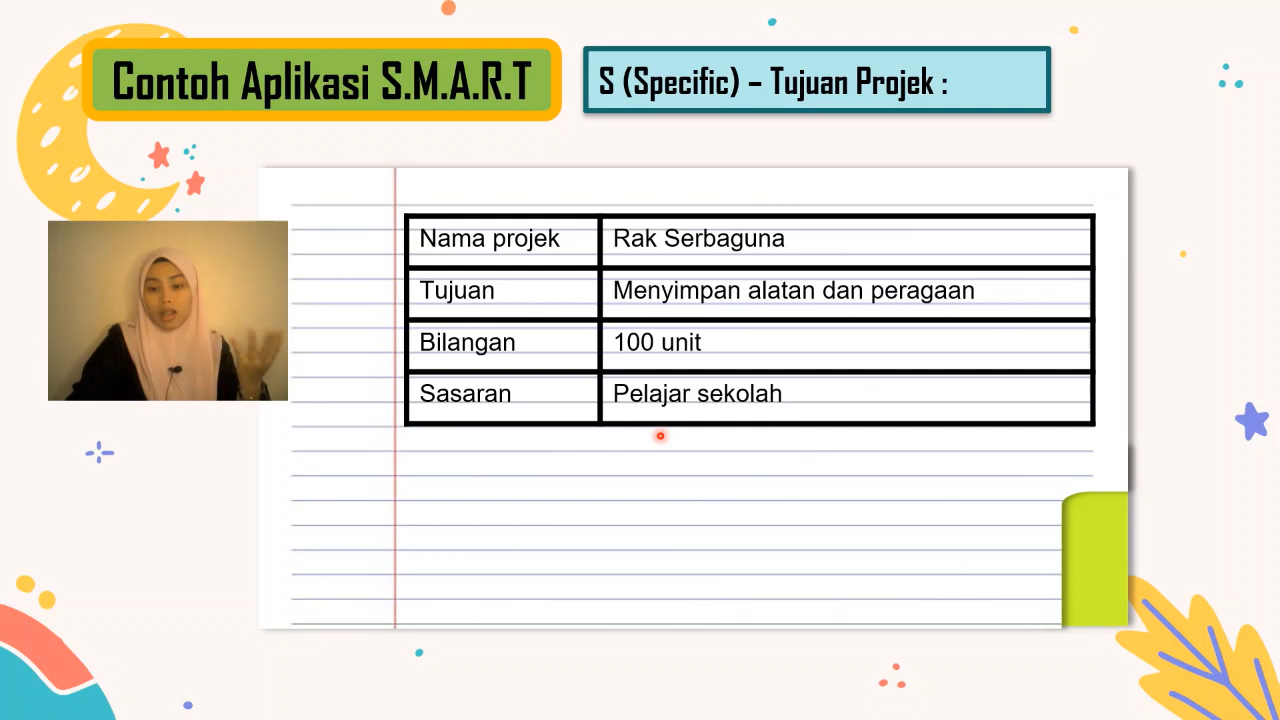 Contoh Aplikasi S.M.A.R.T
S (Specific) – Tujuan Projek :
Nama projek Rak Serbaguna
Tujuan Menyimpan alatan dan peragaan
Bilangan 100 unit
Sasaran Pelajar sekolah